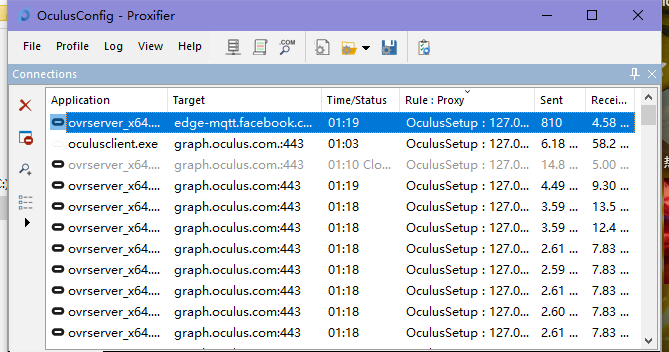 OculusConfig - Proxifier
File Profile Log View Help
.COM
Connections
Application Target Time/Status Rule : Proxy Sent Recei...
ovrserver_x64.... edge-mqtt.facebook.c... 01:19 OculusSetup : 127.0... 810 4.58 ...
oculusclient.exe graph.oculus.com.:443 01:03 OculusSetup : 127.0... 6.18 ... 58.2 ...
ovrserver_x64.... graph.oculus.com:443 01:10 Clo... OculusSetup : 127.0... 14.8 ... 5.00 ...
ovrserver_x64.... graph.oculus.com:443 01:19 OculusSetup : 127.0... 4.49 ... 9.30 ...
ovrserver_x64.... graph.oculus.com:443 01:18 OculusSetup : 127.0... 3.59 ... 13.5 ...
ovrserver_x64.... graph.oculus.com:443 01:18 OculusSetup : 127.0... 3.59 ... 12.4 ...
ovrserver_x64.... graph.oculus.com:443 01:18 OculusSetup : 127.0... 2.61 ... 7.83 ...
ovrserver_x64.... graph.oculus.com:443 01:18 OculusSetup : 127.0... 2.59 ... 7.83 ...
ovrserver_x64.... graph.oculus.com:443 01:18 OculusSetup : 127.0... 2.61 ... 7.83 ...
ovrserver_x64.... graph.oculus.com:443 01:18 OculusSetup : 127.0... 2.60 ... 7.83 ...
ovrserver_x64.... graph.oculus.com:443 01:18 OculusSetup : 127.0... 2.61 ... 7.83 ...